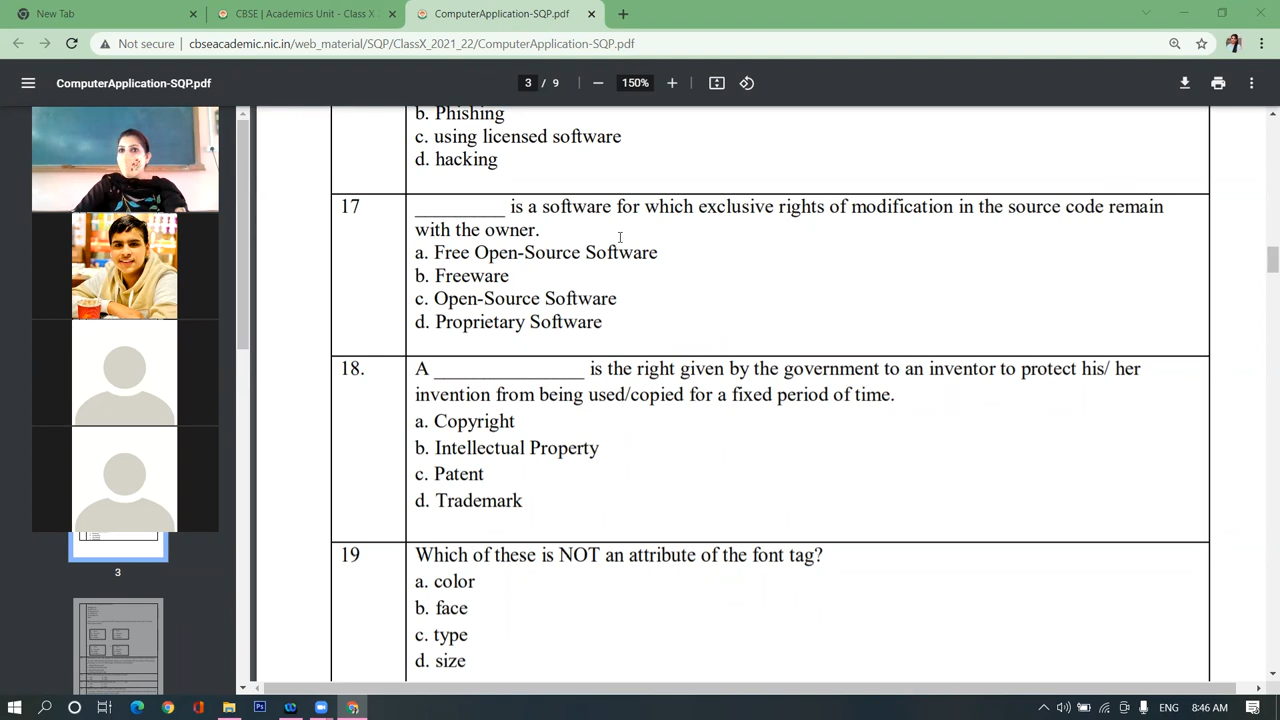 New Tab
CBSE | Academics Unit - Class X
ComputerApplication-SQP.pdf
Not secure
cbseacademic.nic.in/web_material/SQP/ClassX_2021_22/ComputerApplication-SQP.pdf
ComputerApplication-SQP.pdf
3 / 9
150%
b. Phishing
c. using licensed software
d. hacking
17
__________ is a software for which exclusive rights of modification in the source code remain
with the owner.
a. Free Open-Source Software
b. Freeware
c. Open-Source Software
d. Proprietary Software
18.
A ________________ is the right given by the government to an inventor to protect his/ her
invention from being used/copied for a fixed period of time.
a. Copyright
b. Intellectual Property
c. Patent
d. Trademark
19
Which of these is NOT an attribute of the font tag?
a. color
b. face
c. type
d. size
3
ENG
8:46 AM